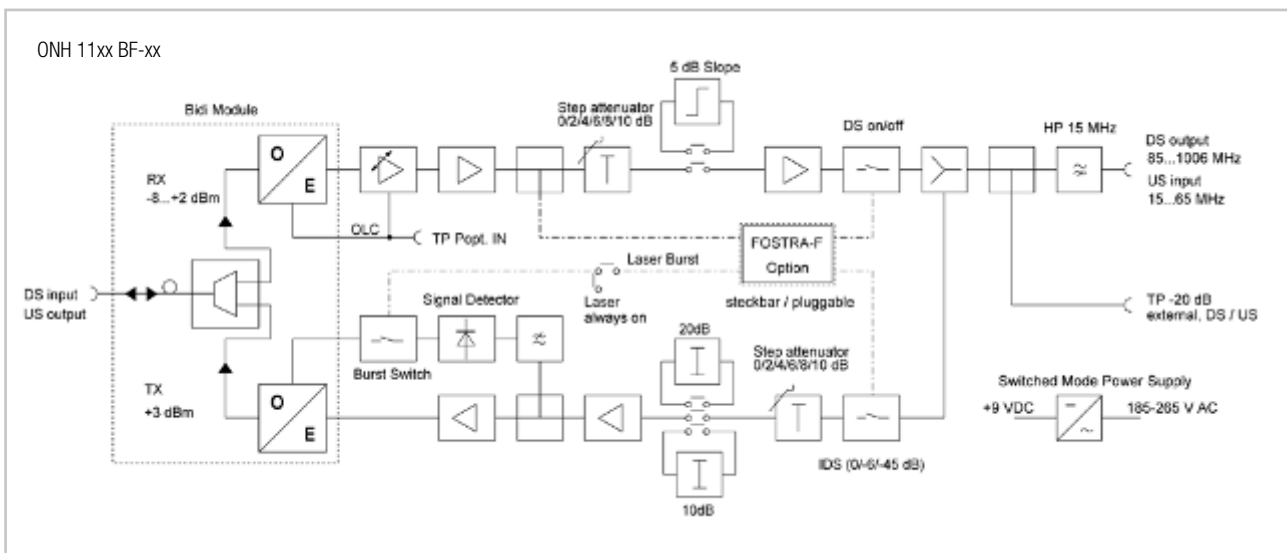 ONH 11xx BF-xx
Bidi Module
O
E
RX
-8...+2 dBm
OLC
TP Popt. IN
Step attenuator
0/2/4/6/8/10 dB
5 dB Slope
DS on/off
HP 15 MHz
DS output
85...1006 MHz
US input
15...65 MHz
FOSTRA-F
Option
steckbar / pluggable
Laser Burst
Laser
always on
DS input
US output
Signal Detector
Burst Switch
TX
+3 dBm
O
E
20dB
10dB
Step attenuator
0/2/4/6/8/10 dB
IDS (0/-6/-45 dB)
TP -20 dB
external, DS / US
Switched Mode Power Supply
+9 VDC
185-265 V AC